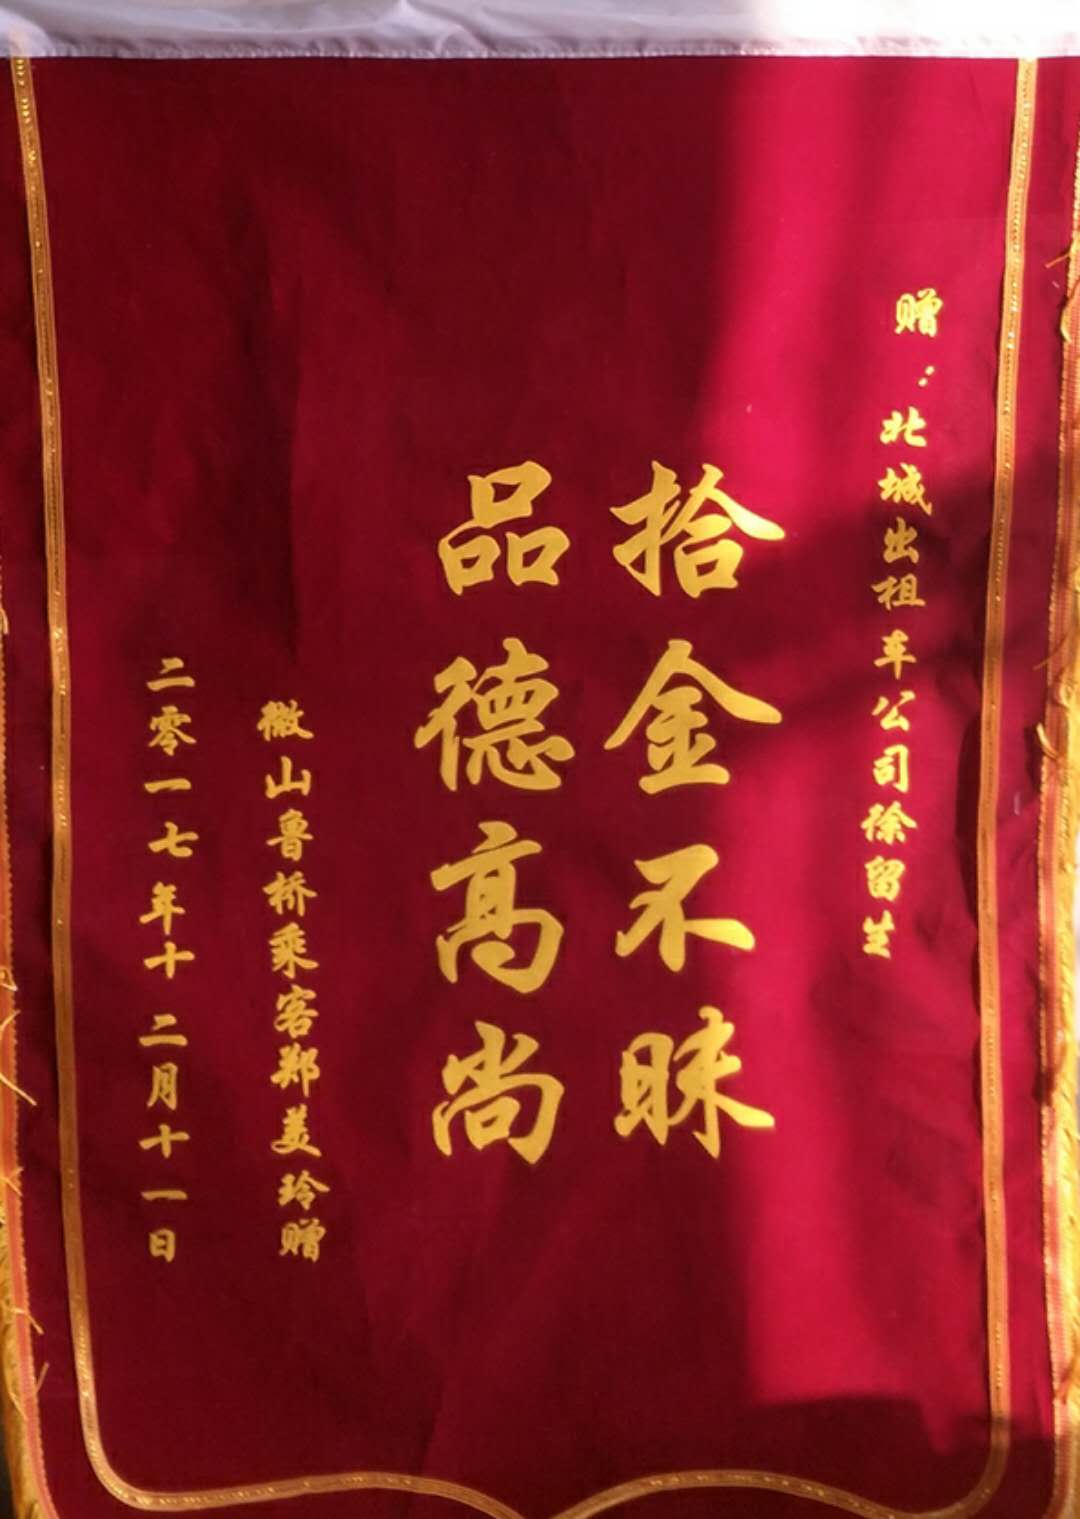 赠：北城出租车公司徐留生
拾金不昧
品德高尚
微山鲁桥乘客郑美玲赠
二零一七年十二月十一日